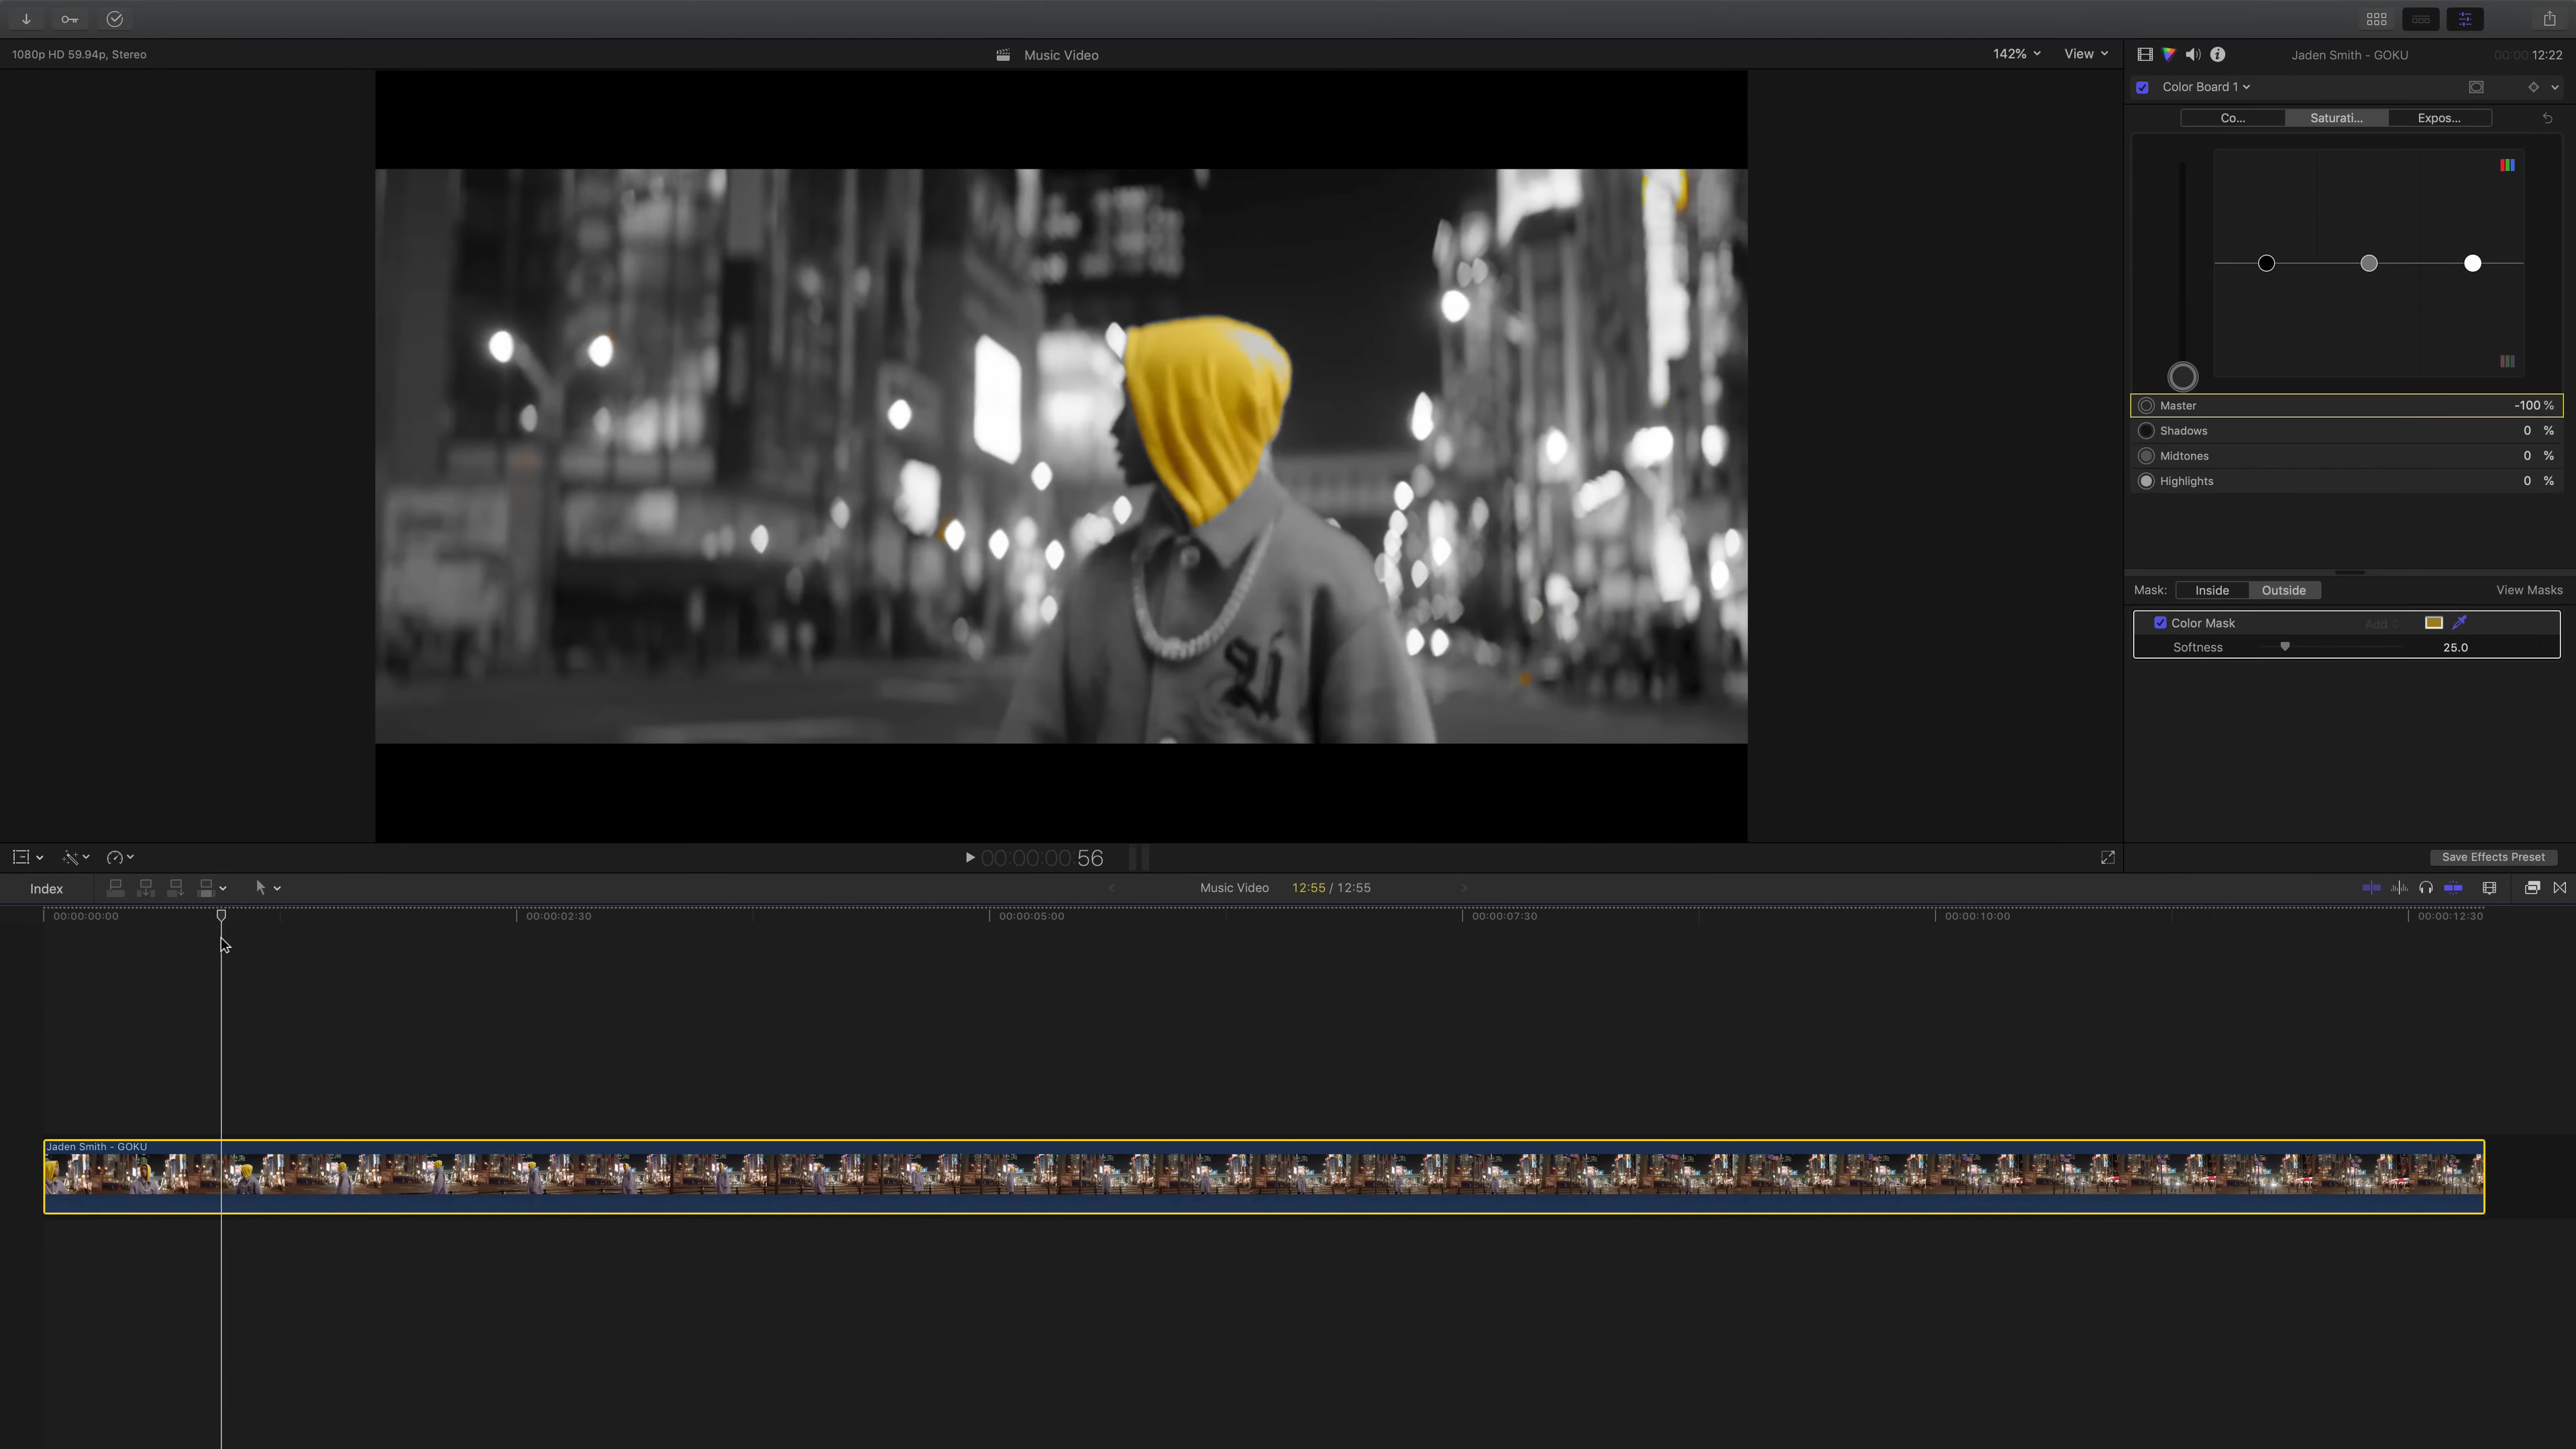 1080p HD 59.94p, Stereo
Music Video
142%
View
Jaden Smith - GOKU
00:00:12:22
Color Board 1
Co...
Saturati...
Expos...
Master
-100 %
Shadows
0 %
Midtones
0 %
Highlights
0 %
Mask:
Inside
Outside
View Masks
Color Mask
Add
Softness
25.0
00:00:00:56
Save Effects Preset
Index
Music Video
12:55 / 12:55
00:00:00:00
00:00:02:30
00:00:05:00
00:00:07:30
00:00:10:00
00:00:12:30
Jaden Smith - GOKU